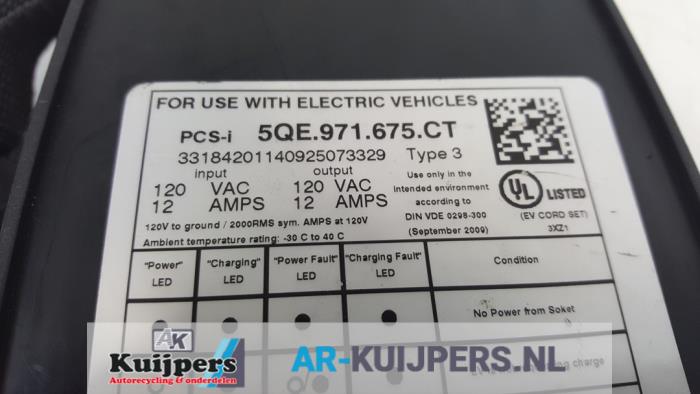 FOR USE WITH ELECTRIC VEHICLES
PCS-i 5QE.971.675.CT
33184201140925073329 Type 3
input output
120 VAC 120 VAC
12 AMPS 12 AMPS
120V to ground / 2000RMS sym. AMPS at 120V
Ambient temperature rating: -30 C to 40 C
Use only in the
intended environment
according to
DIN VDE 0298-300
(September 2009)
UL LISTED
(EV CORD SET)
3XZ1
"Power" LED
"Charging" LED
"Power Fault" LED
"Charging Fault" LED
Condition
No Power from Soket
charge
AK
Kuijpers
Autorecycling & onderdelen
AR-KUIJPERS.NL